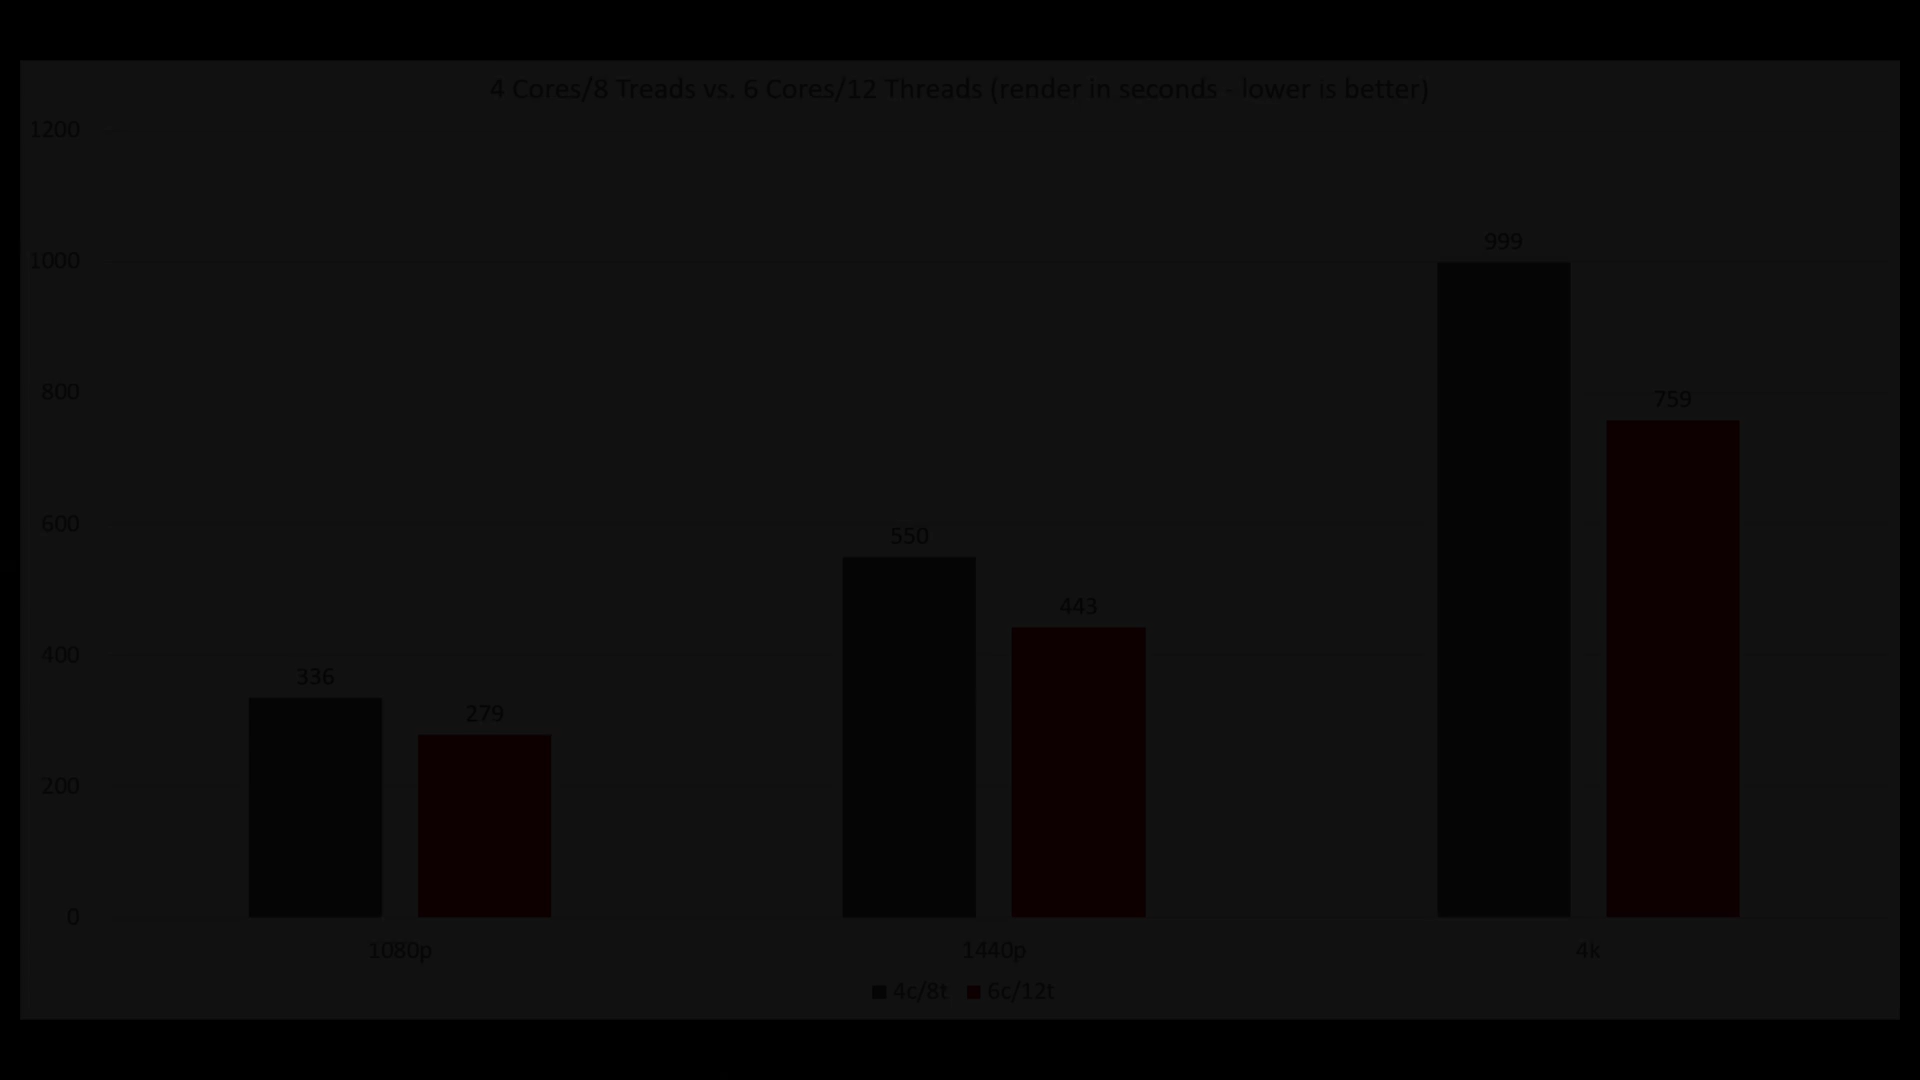 4 Cores/8 Treads vs. 6 Cores/12 Threads (render in seconds - lower is better)
1200
1000
800
600
400
200
0
336
279
550
443
999
759
1080p
1440p
4k
4c/8t
6c/12t